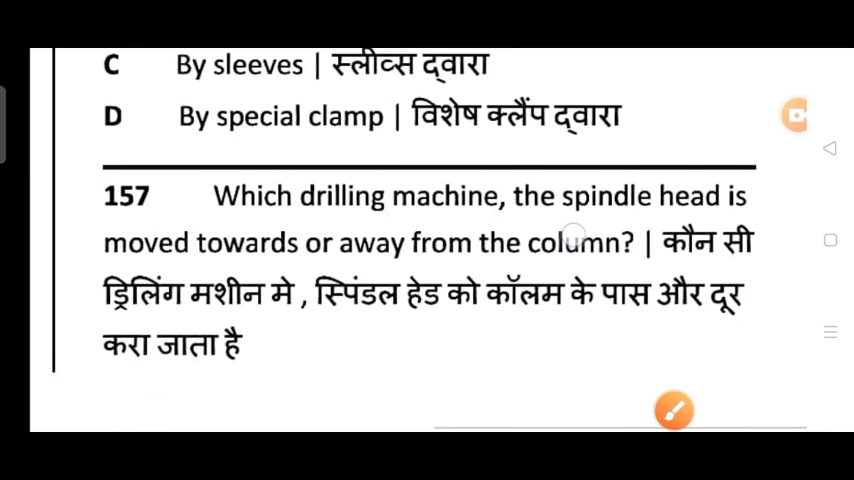 C By sleeves | स्लीव्स द्वारा
D By special clamp | विशेष क्लैंप द्वारा
157 Which drilling machine, the spindle head is
moved towards or away from the column? | कौन सी
ड्रिलिंग मशीन मे , स्पिंडल हेड को कॉलम के पास और दूर
करा जाता है